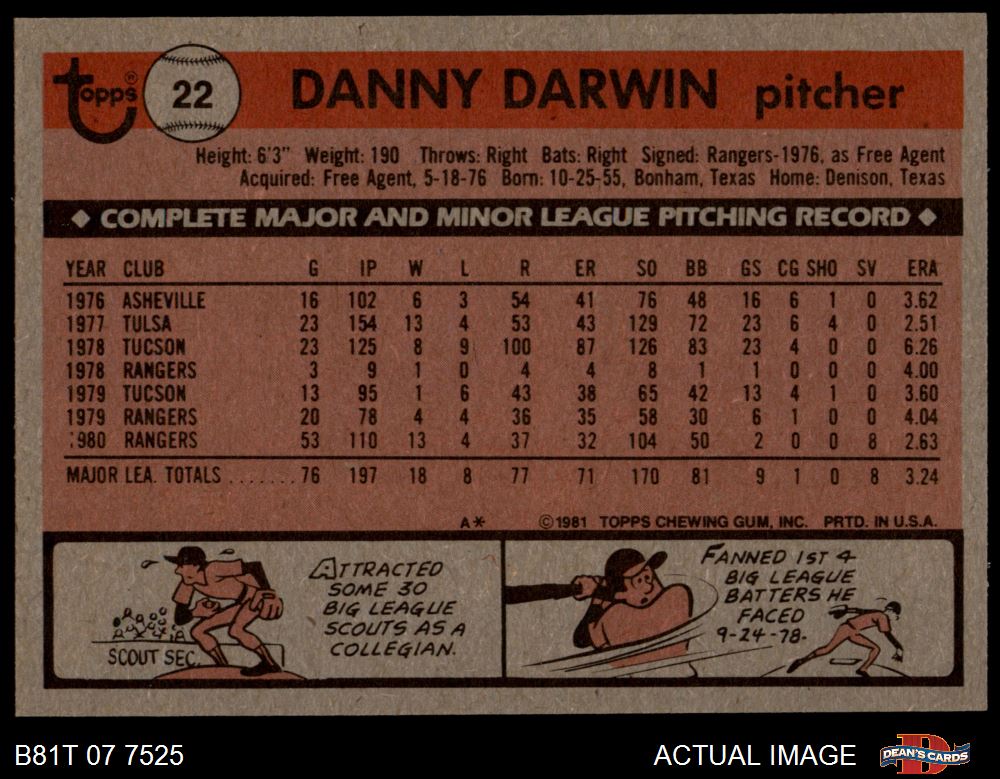 topps®
22
DANNY DARWIN pitcher
Height: 6'3" Weight: 190 Throws: Right Bats: Right Signed: Rangers-1976, as Free Agent
Acquired: Free Agent, 5-18-76 Born: 10-25-55, Bonham, Texas Home: Denison, Texas
◆ COMPLETE MAJOR AND MINOR LEAGUE PITCHING RECORD ◆
YEAR CLUB G IP W L R ER SO BB GS CG SHO SV ERA
1976 ASHEVILLE 16 102 6 3 54 41 76 48 16 6 1 0 3.62
1977 TULSA 23 154 13 4 53 43 129 72 23 6 4 0 2.51
1978 TUCSON 23 125 8 9 100 87 126 83 23 4 0 0 6.26
1978 RANGERS 3 9 1 0 4 4 8 1 1 0 0 0 4.00
1979 TUCSON 13 95 1 6 43 38 65 42 13 4 1 0 3.60
1979 RANGERS 20 78 4 4 36 35 58 30 6 1 0 0 4.04
1980 RANGERS 53 110 13 4 37 32 104 50 2 0 0 8 2.63
MAJOR LEA. TOTALS ....... 76 197 18 8 77 71 170 81 9 1 0 8 3.24
A* ©1981 TOPPS CHEWING GUM, INC. PRTD. IN U.S.A.
ATTRACTED
SOME 30
BIG LEAGUE
SCOUTS AS A
COLLEGIAN.
SCOUT SEC.
FANNED 1ST 4
BIG LEAGUE
BATTERS HE
FACED
9-24-78.
B81T 07 7525 ACTUAL IMAGE DEAN'S CARDS